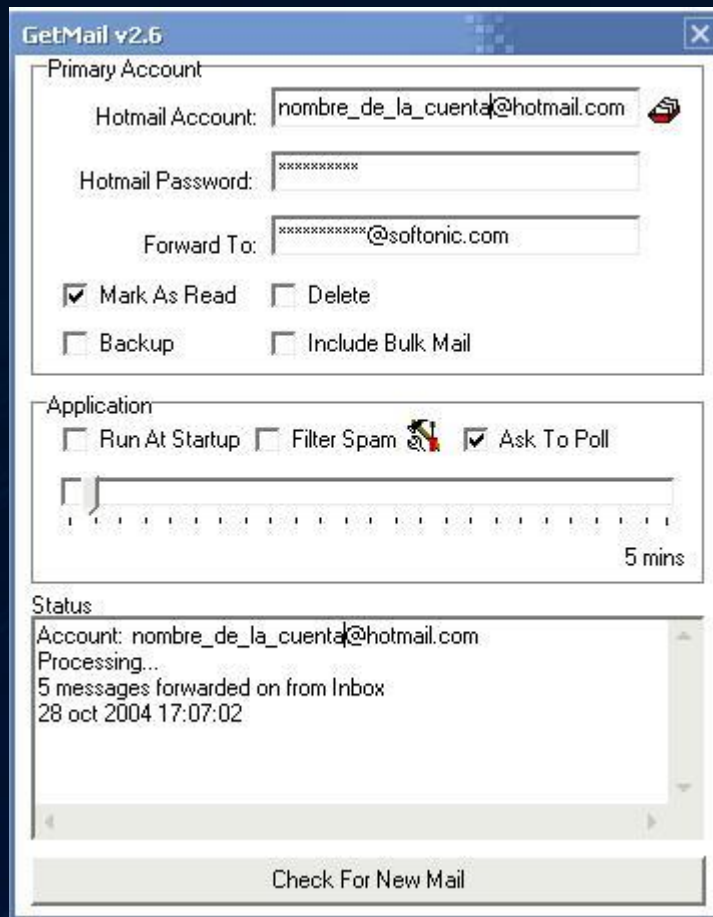 GetMail v2.6
Primary Account
Hotmail Account: nombre_de_la_cuenta@hotmail.com
Hotmail Password: **********
Forward To: ***********@softonic.com
Mark As Read Delete
Backup Include Bulk Mail
Application
Run At Startup Filter Spam Ask To Poll
5 mins
Status
Account: nombre_de_la_cuenta@hotmail.com
Processing...
5 messages forwarded on from Inbox
28 oct 2004 17:07:02
Check For New Mail